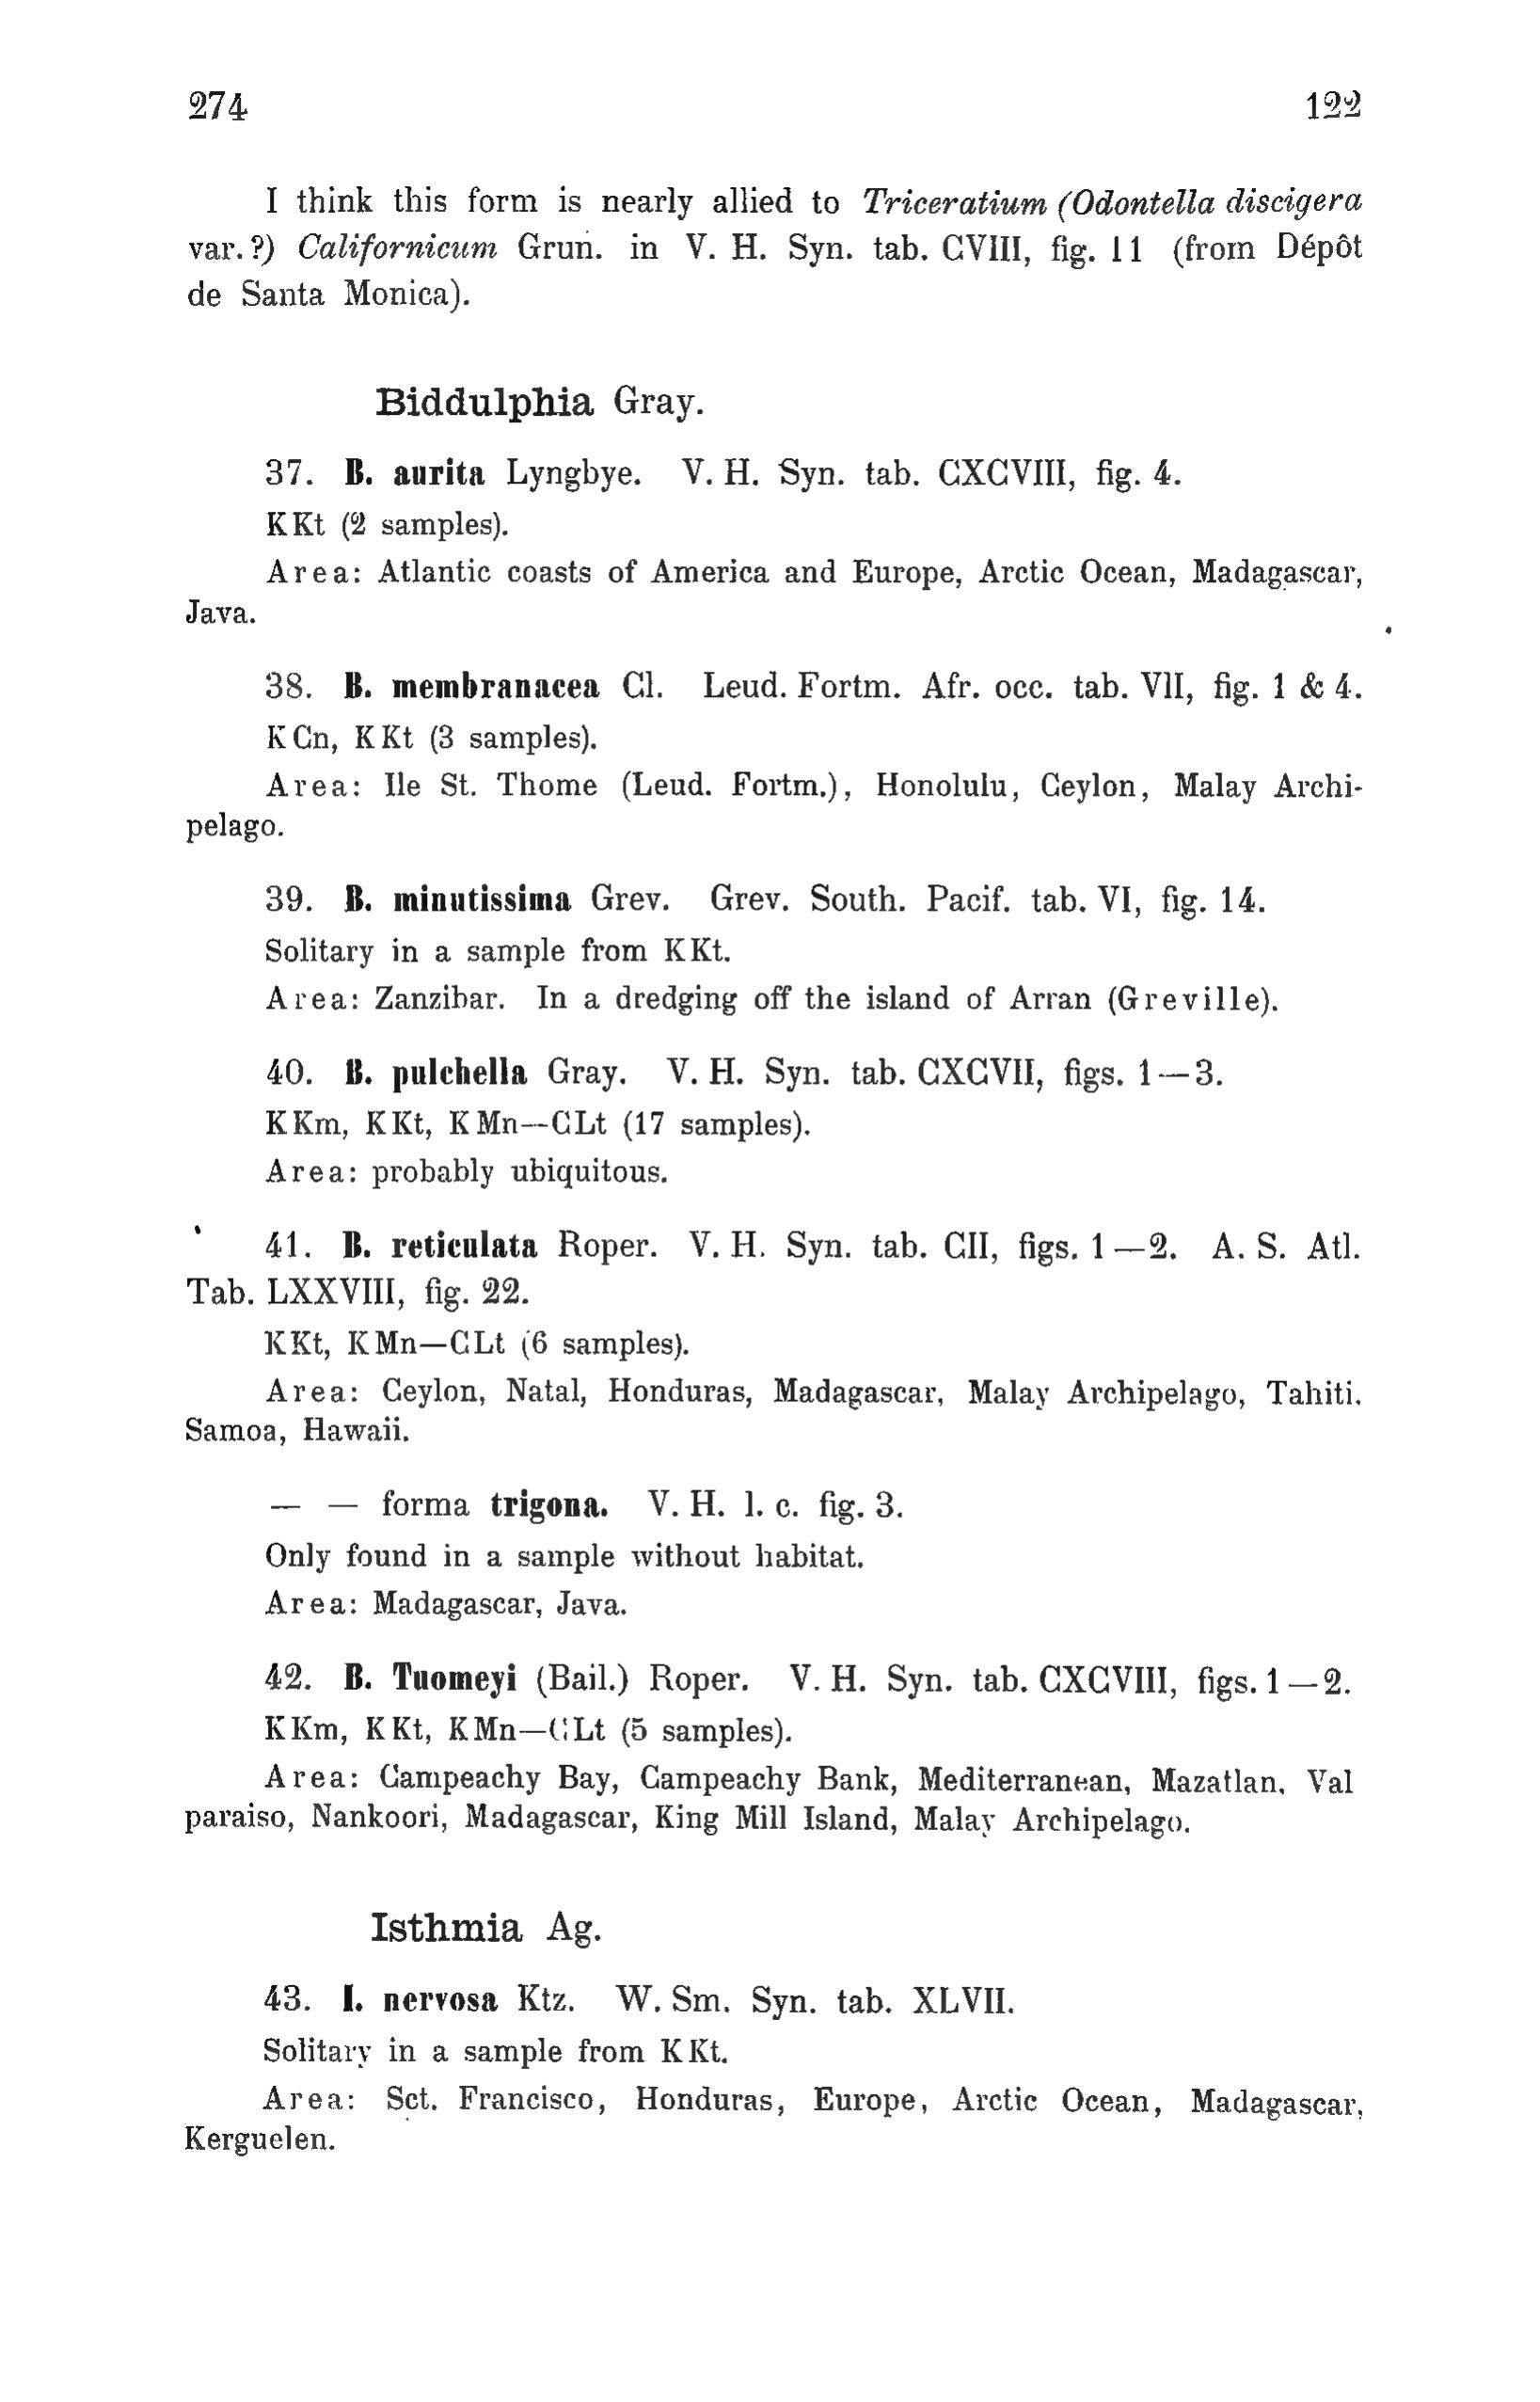 274 122
I think this form is nearly allied to Triceratium (Odontella discigera
var.?) Californicum Grun. in V. H. Syn. tab. CVIII, fig. 11 (from Dépôt
de Santa Monica).
Biddulphia Gray.
37. B. aurita Lyngbye. V. H. Syn. tab. CXCVIII, fig. 4.
KKt (2 samples).
Area: Atlantic coasts of America and Europe, Arctic Ocean, Madagascar,
Java.
38. B. membranacea Cl. Leud. Fortm. Afr. occ. tab. VII, fig. 1 & 4.
KCn, KKt (3 samples).
Area: Ile St. Thome (Leud. Fortm.), Honolulu, Ceylon, Malay Archi-
pelago.
39. B. minutissima Grev. Grev. South. Pacif. tab. VI, fig. 14.
Solitary in a sample from KKt.
Area: Zanzibar. In a dredging off the island of Arran (Greville).
40. B. pulchella Gray. V. H. Syn. tab. CXCVII, figs. 1—3.
KKm, KKt, KMn—CLt (17 samples).
Area: probably ubiquitous.
41. B. reticulata Roper. V. H. Syn. tab. CII, figs. 1—2. A. S. Atl.
Tab. LXXVIII, fig. 22.
KKt, KMn—CLt (6 samples).
Area: Ceylon, Natal, Honduras, Madagascar, Malay Archipelago, Tahiti.
Samoa, Hawaii.
— — forma trigona. V. H. l. c. fig. 3.
Only found in a sample without habitat.
Area: Madagascar, Java.
42. B. Tuomeyi (Bail.) Roper. V. H. Syn. tab. CXCVIII, figs. 1—2.
KKm, KKt, KMn—CLt (5 samples).
Area: Campeachy Bay, Campeachy Bank, Mediterranean, Mazatlan, Val
paraiso, Nankoori, Madagascar, King Mill Island, Malay Archipelago.
Isthmia Ag.
43. I. nervosa Ktz. W. Sm. Syn. tab. XLVII.
Solitary in a sample from KKt.
Area: Sct. Francisco, Honduras, Europe, Arctic Ocean, Madagascar,
Kerguelen.